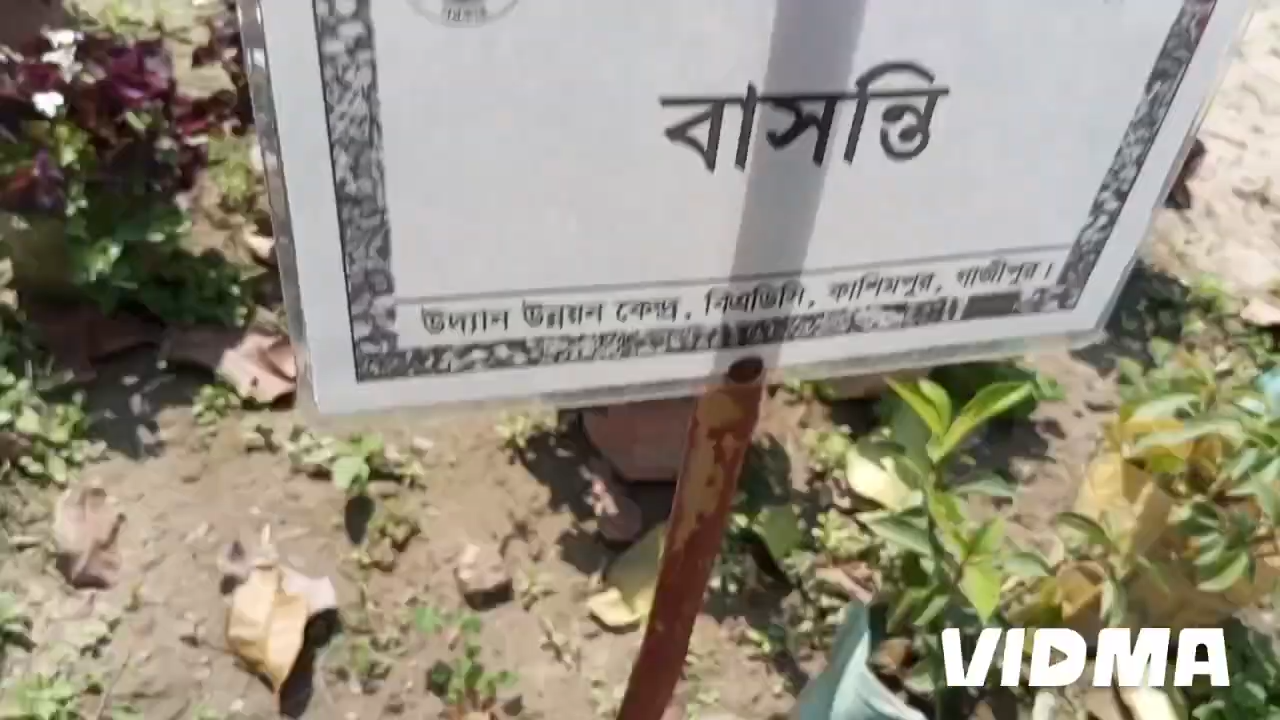 বাসন্তি
উদ্যান উন্নয়ন কেন্দ্র, বিএডিসি, কাশিমপুর, গাজীপুর।
VIDMA